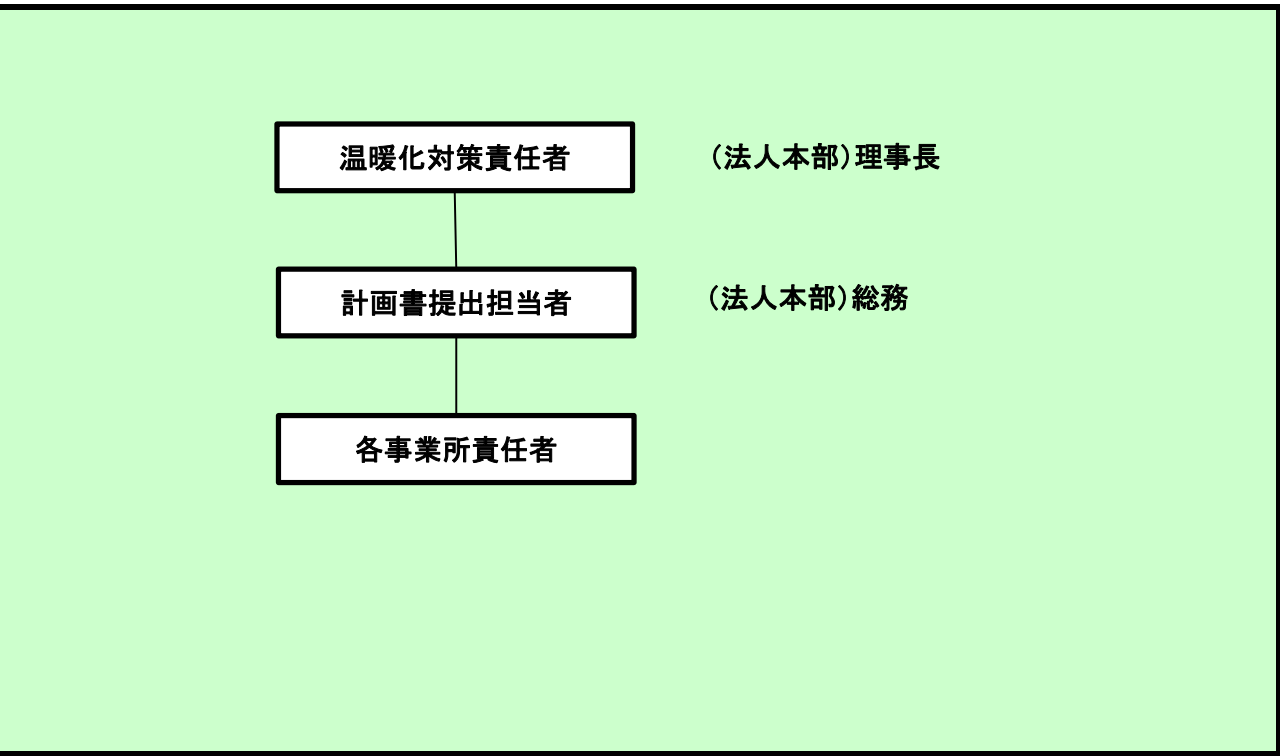 温暖化対策責任者
（法人本部）理事長
計画書提出担当者
（法人本部）総務
各事業所責任者